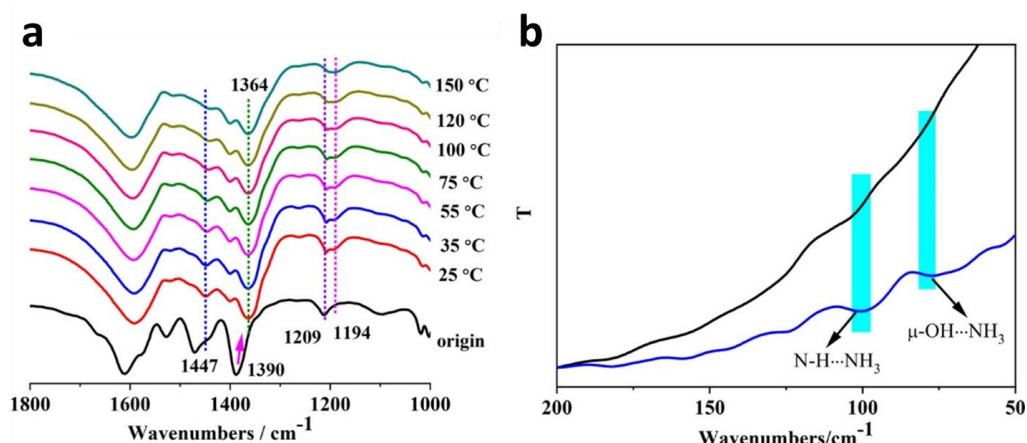 a
1364
150 °C
120 °C
100 °C
75 °C
55 °C
35 °C
25 °C
origin
1209
1194
1447
1390
1800
1600
1400
1200
1000
Wavenumbers / cm-1
b
T
N-H···NH3
μ-OH···NH3
200
150
100
50
Wavenumbers/cm-1